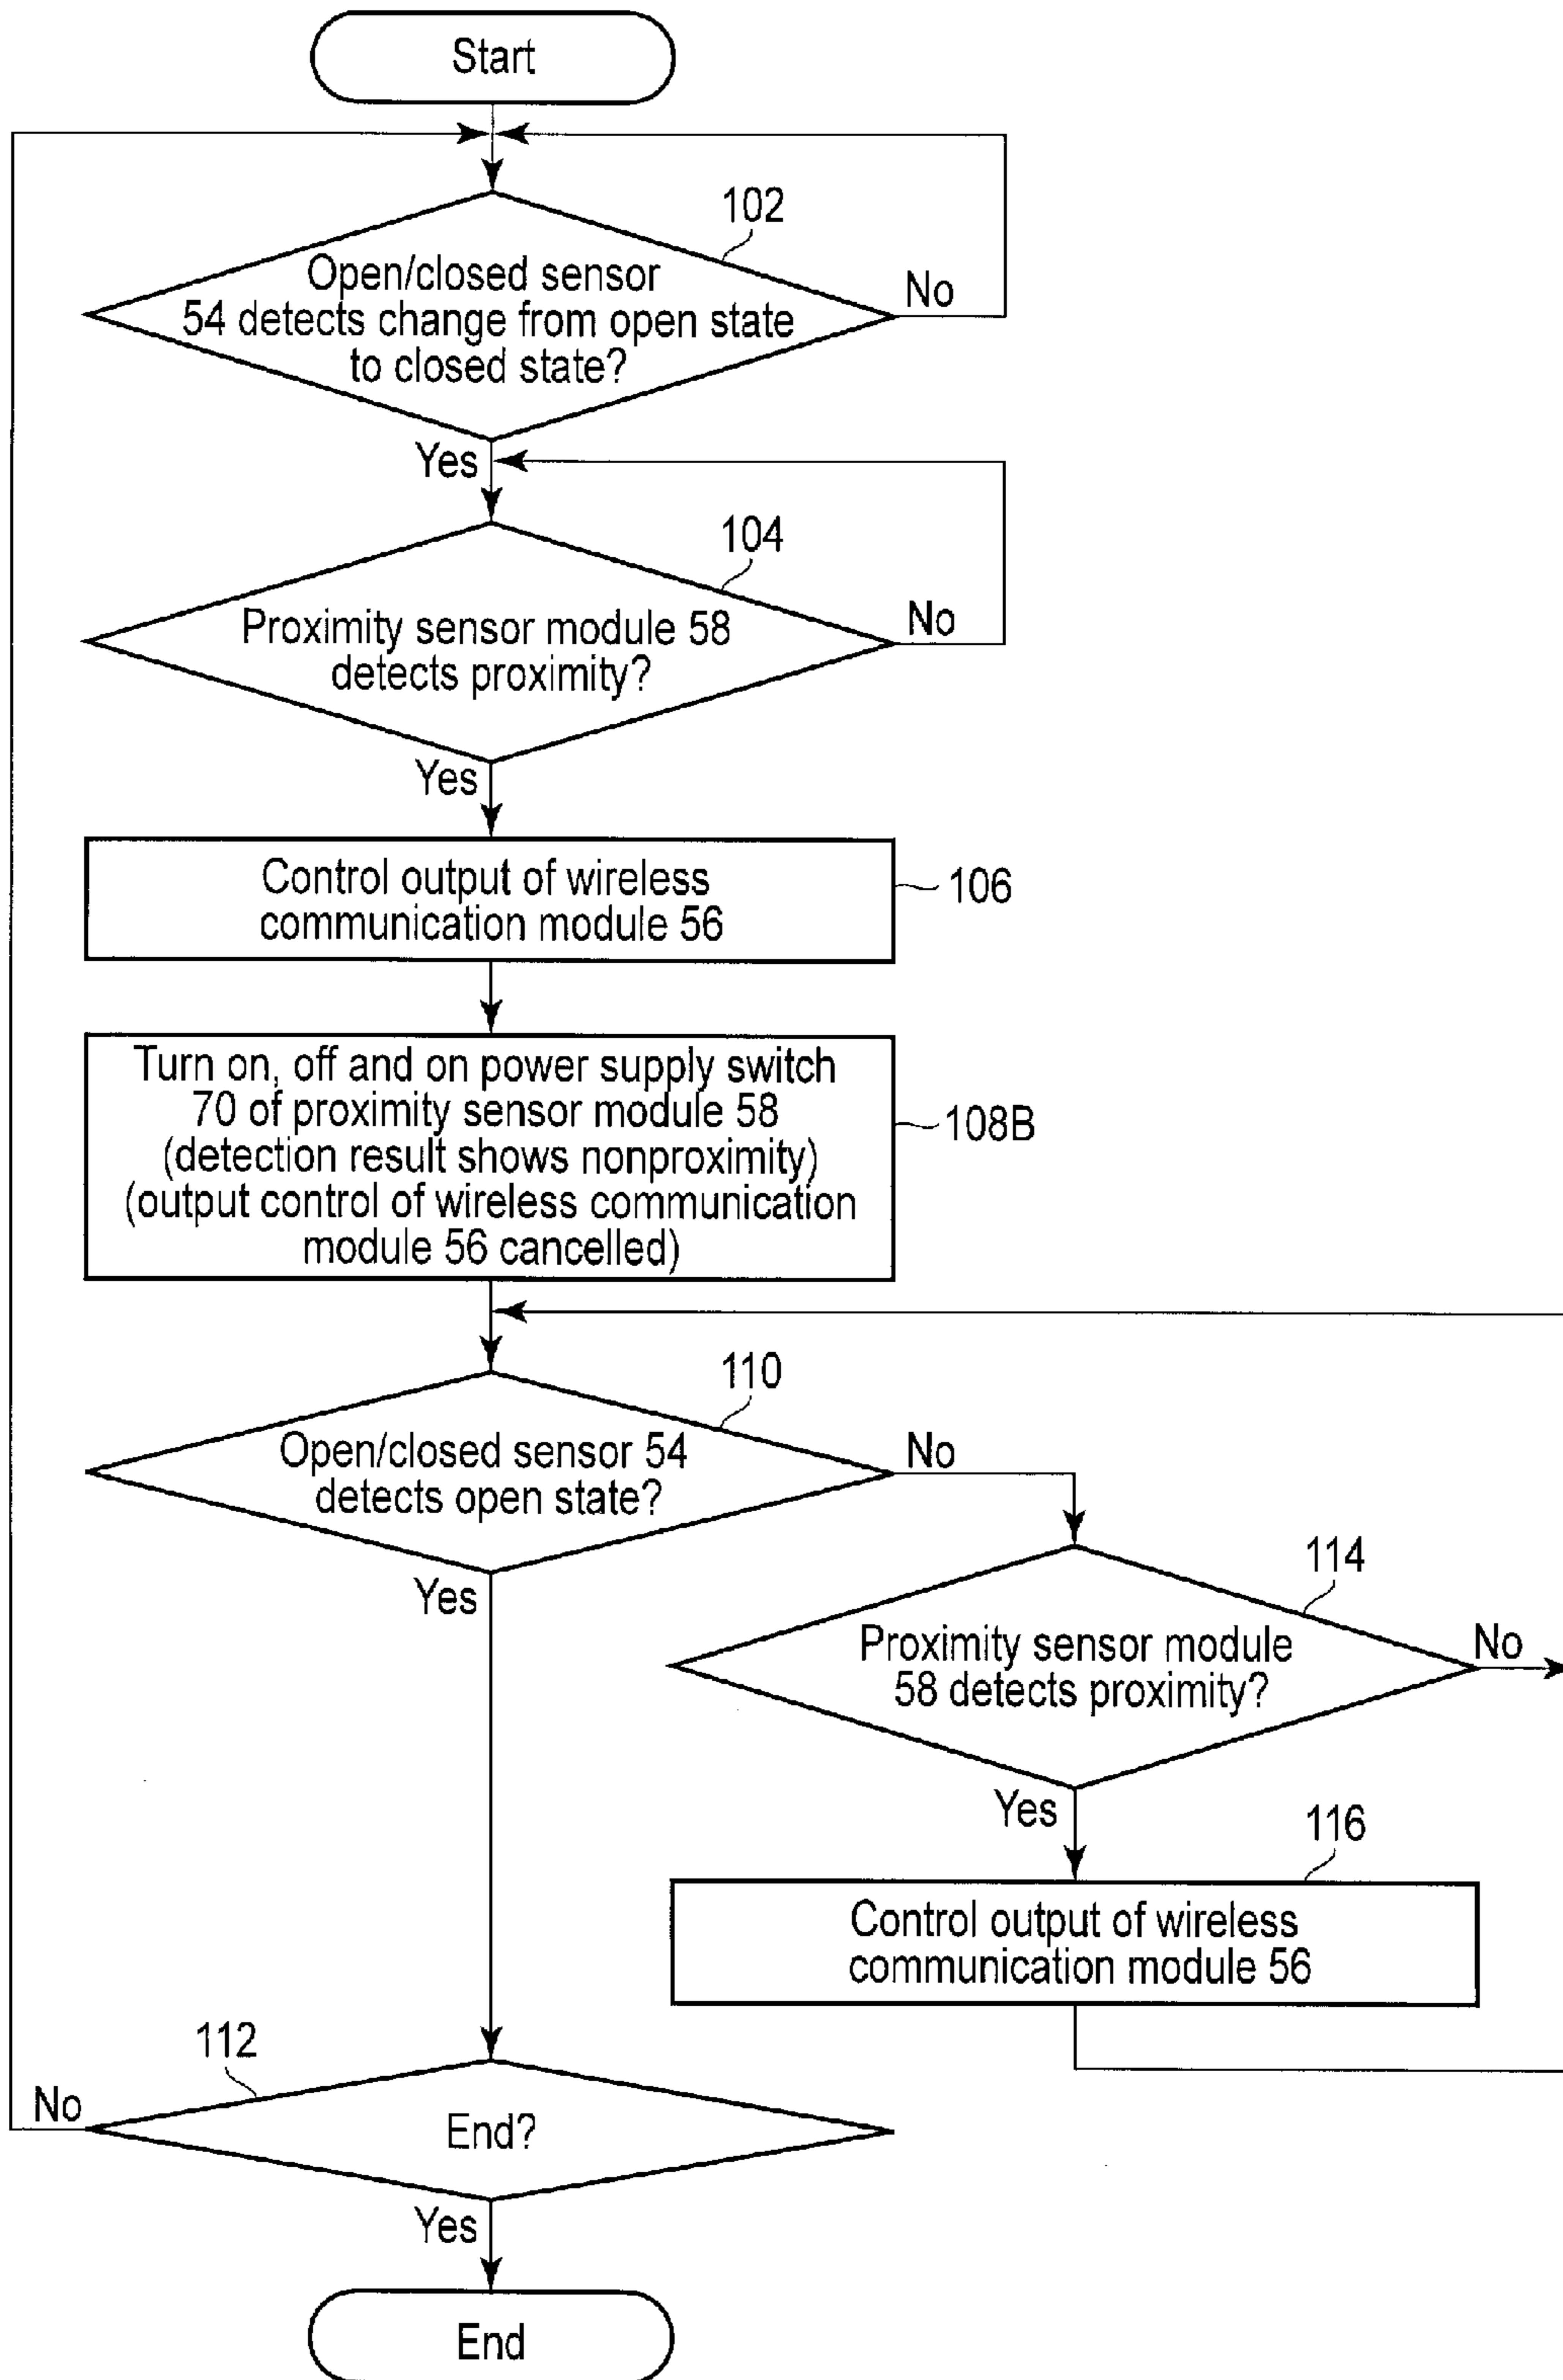 Start
102
Open/closed sensor
54 detects change from open state
to closed state?
No
Yes
104
Proximity sensor module 58
detects proximity?
No
Yes
Control output of wireless
communication module 56
106
Turn on, off and on power supply switch
70 of proximity sensor module 58
(detection result shows nonproximity)
(output control of wireless communication
module 56 cancelled)
108B
110
Open/closed sensor 54
detects open state?
No
Yes
114
Proximity sensor module
58 detects proximity?
No
Yes
116
Control output of wireless
communication module 56
112
No
End?
Yes
End